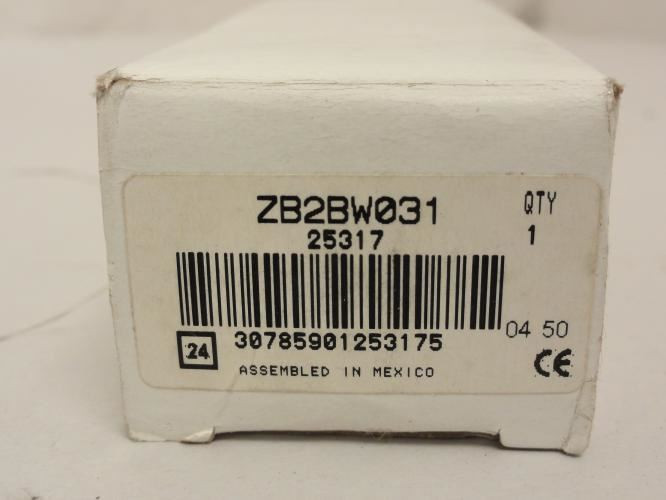 ZB2BW031
QTY
25317
1
04 50
24 30785901253175
CE
ASSEMBLED IN MEXICO